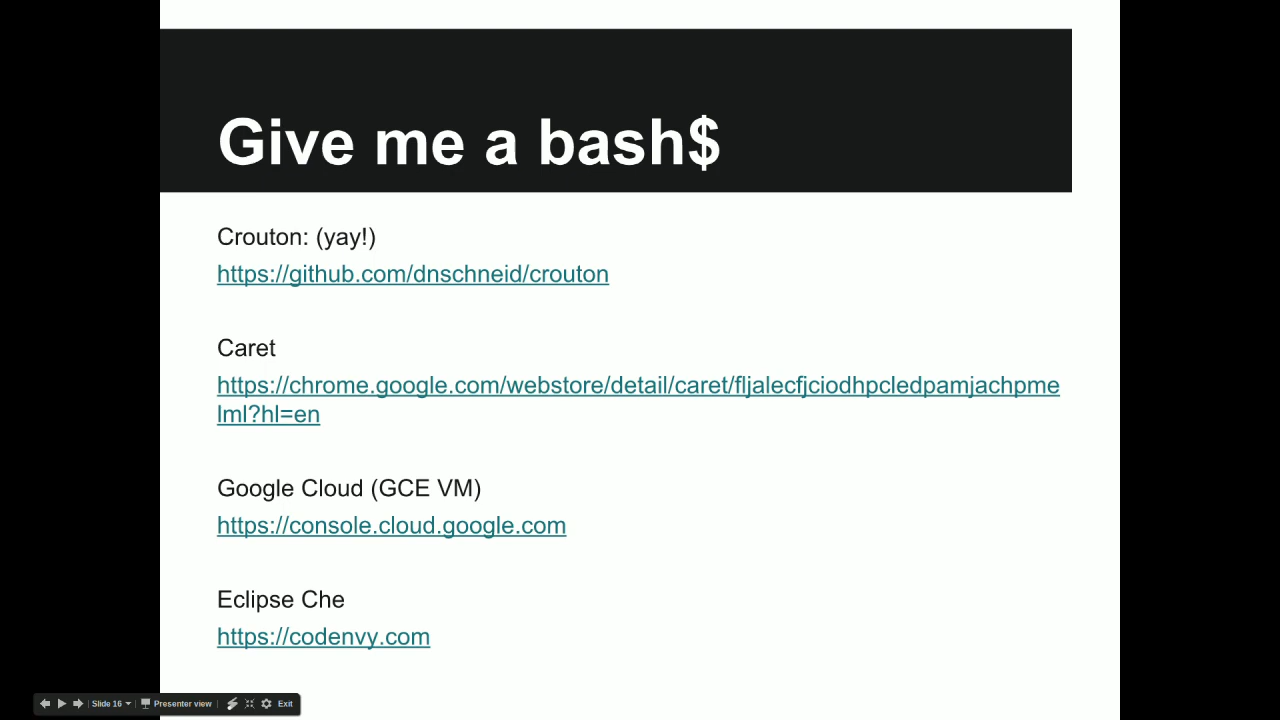 Give me a bash$
Crouton: (yay!)
https://github.com/dnschneid/crouton
Caret
https://chrome.google.com/webstore/detail/caret/fljalecfjciodhpcledpamjachpme
lml?hl=en
Google Cloud (GCE VM)
https://console.cloud.google.com
Eclipse Che
https://codenvy.com
Slide 16 Presenter view Exit